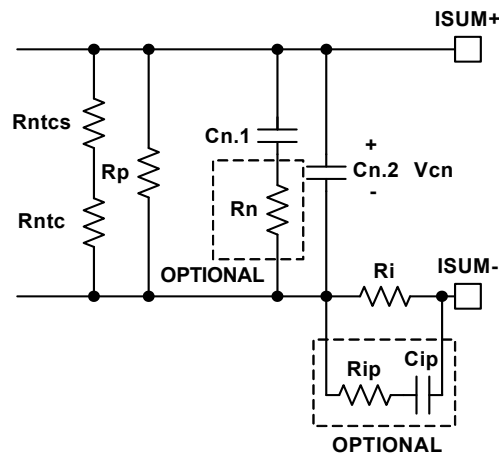 ISUM+
Rntcs
Cn.1
+
Rp
Cn.2 Vcn
-
Rn
Rntc
OPTIONAL
Ri
ISUM-
Rip
Cip
OPTIONAL